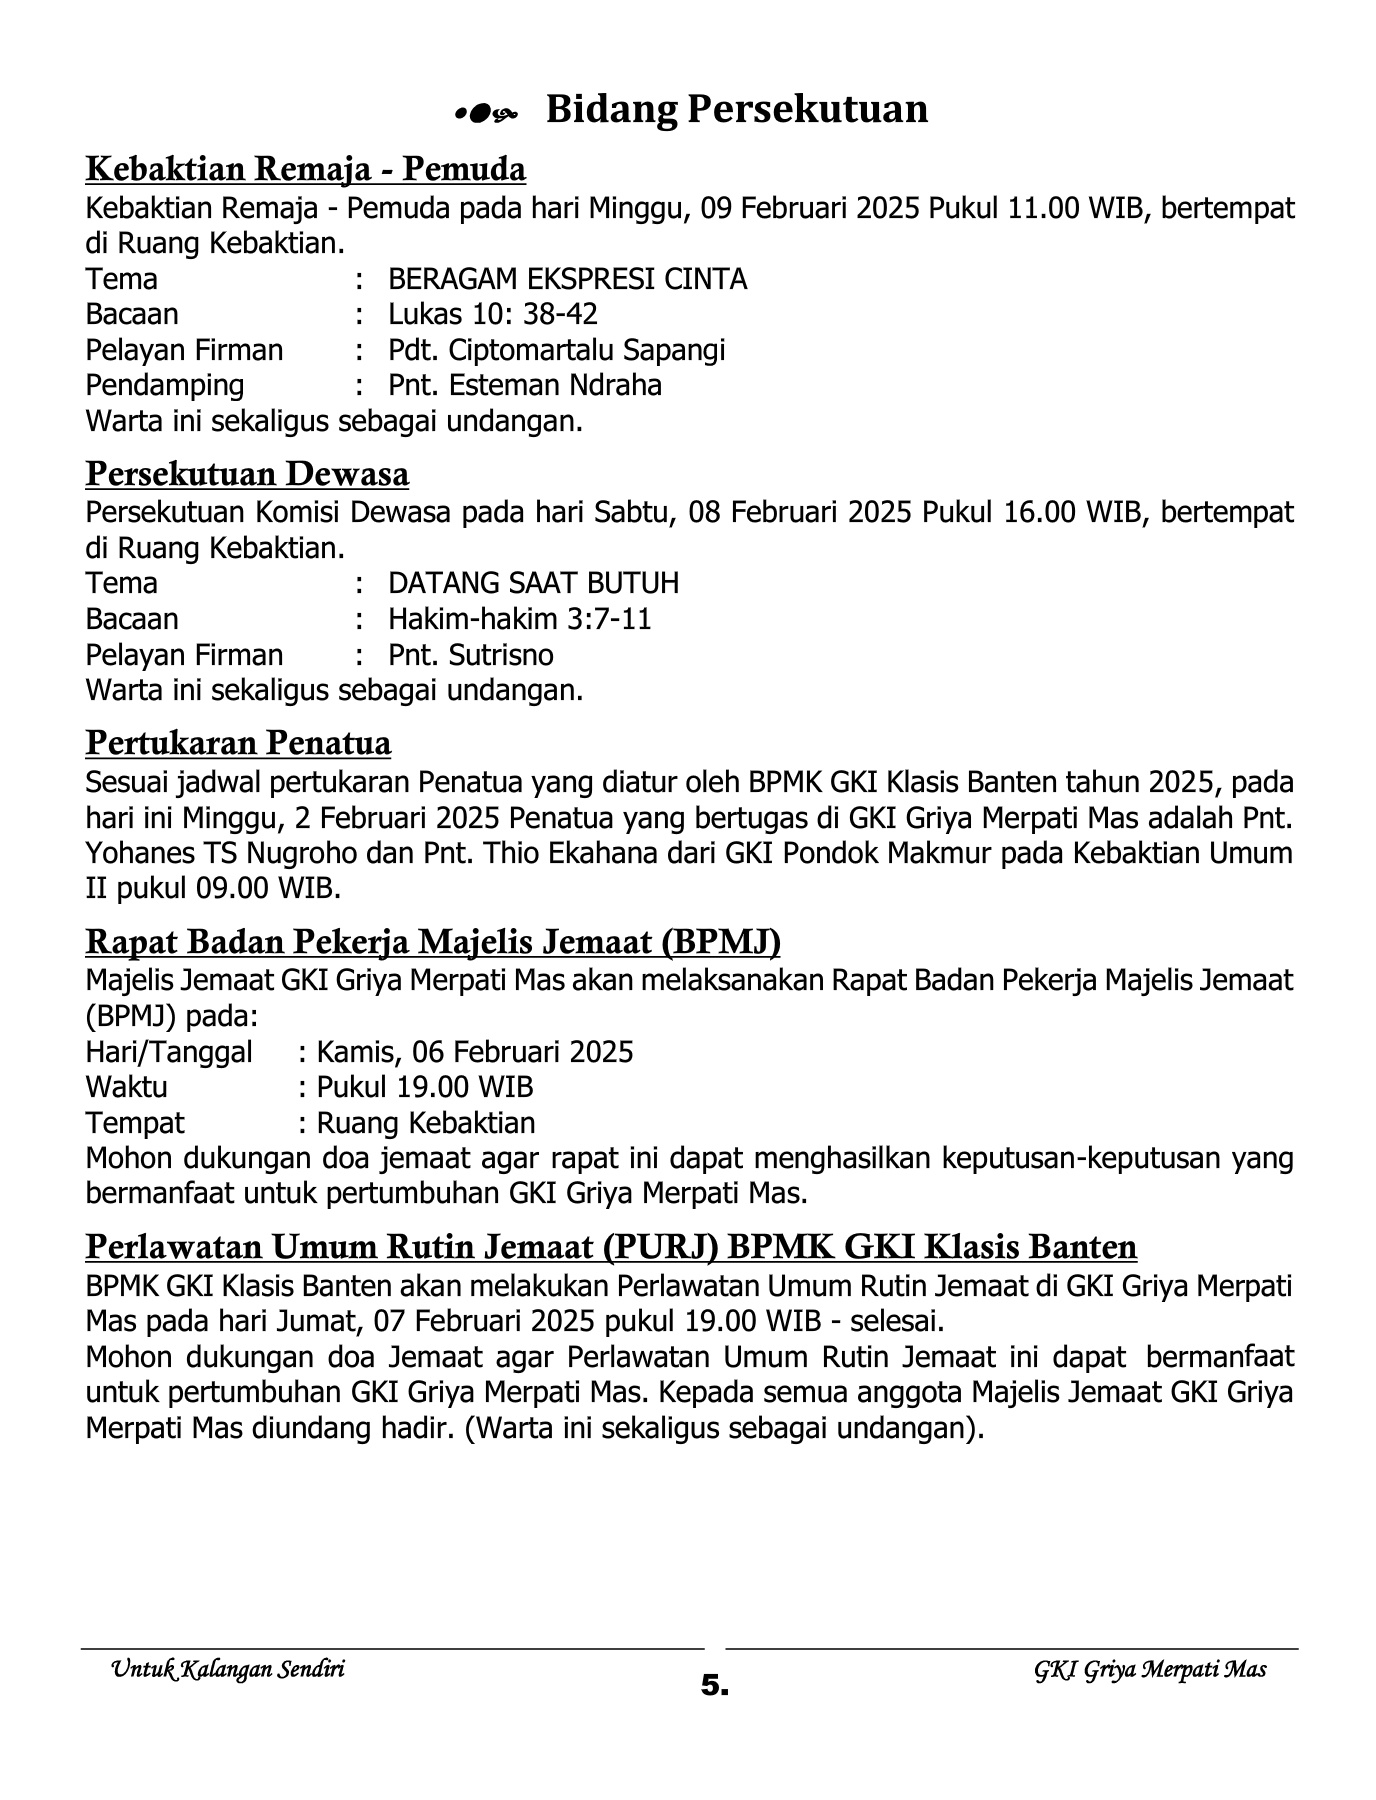 Bidang Persekutuan
Kebaktian Remaja - Pemuda
Kebaktian Remaja - Pemuda pada hari Minggu, 09 Februari 2025 Pukul 11.00 WIB, bertempat
di Ruang Kebaktian.
Tema : BERAGAM EKSPRESI CINTA
Bacaan : Lukas 10: 38-42
Pelayan Firman : Pdt. Ciptomartalu Sapangi
Pendamping : Pnt. Esteman Ndraha
Warta ini sekaligus sebagai undangan.
Persekutuan Dewasa
Persekutuan Komisi Dewasa pada hari Sabtu, 08 Februari 2025 Pukul 16.00 WIB, bertempat
di Ruang Kebaktian.
Tema : DATANG SAAT BUTUH
Bacaan : Hakim-hakim 3:7-11
Pelayan Firman : Pnt. Sutrisno
Warta ini sekaligus sebagai undangan.
Pertukaran Penatua
Sesuai jadwal pertukaran Penatua yang diatur oleh BPMK GKI Klasis Banten tahun 2025, pada
hari ini Minggu, 2 Februari 2025 Penatua yang bertugas di GKI Griya Merpati Mas adalah Pnt.
Yohanes TS Nugroho dan Pnt. Thio Ekahana dari GKI Pondok Makmur pada Kebaktian Umum
II pukul 09.00 WIB.
Rapat Badan Pekerja Majelis Jemaat (BPMJ)
Majelis Jemaat GKI Griya Merpati Mas akan melaksanakan Rapat Badan Pekerja Majelis Jemaat
(BPMJ) pada:
Hari/Tanggal : Kamis, 06 Februari 2025
Waktu : Pukul 19.00 WIB
Tempat : Ruang Kebaktian
Mohon dukungan doa jemaat agar rapat ini dapat menghasilkan keputusan-keputusan yang
bermanfaat untuk pertumbuhan GKI Griya Merpati Mas.
Perlawatan Umum Rutin Jemaat (PURJ) BPMK GKI Klasis Banten
BPMK GKI Klasis Banten akan melakukan Perlawatan Umum Rutin Jemaat di GKI Griya Merpati
Mas pada hari Jumat, 07 Februari 2025 pukul 19.00 WIB - selesai.
Mohon dukungan doa Jemaat agar Perlawatan Umum Rutin Jemaat ini dapat bermanfaat
untuk pertumbuhan GKI Griya Merpati Mas. Kepada semua anggota Majelis Jemaat GKI Griya
Merpati Mas diundang hadir. (Warta ini sekaligus sebagai undangan).
Untuk Kalangan Sendiri
5.
GKI Griya Merpati Mas